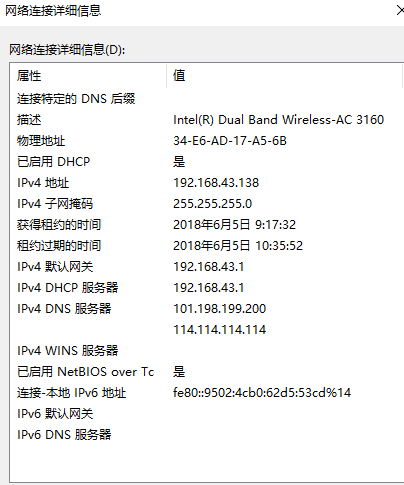 网络连接详细信息
网络连接详细信息(D):
属性 值
连接特定的 DNS 后缀
描述 Intel(R) Dual Band Wireless-AC 3160
物理地址 34-E6-AD-17-A5-6B
已启用 DHCP 是
IPv4 地址 192.168.43.138
IPv4 子网掩码 255.255.255.0
获得租约的时间 2018年6月5日 9:17:32
租约过期的时间 2018年6月5日 10:35:52
IPv4 默认网关 192.168.43.1
IPv4 DHCP 服务器 192.168.43.1
IPv4 DNS 服务器 101.198.199.200
114.114.114.114
IPv4 WINS 服务器
已启用 NetBIOS over Tc 是
连接-本地 IPv6 地址 fe80::9502:4cb0:62d5:53cd%14
IPv6 默认网关
IPv6 DNS 服务器